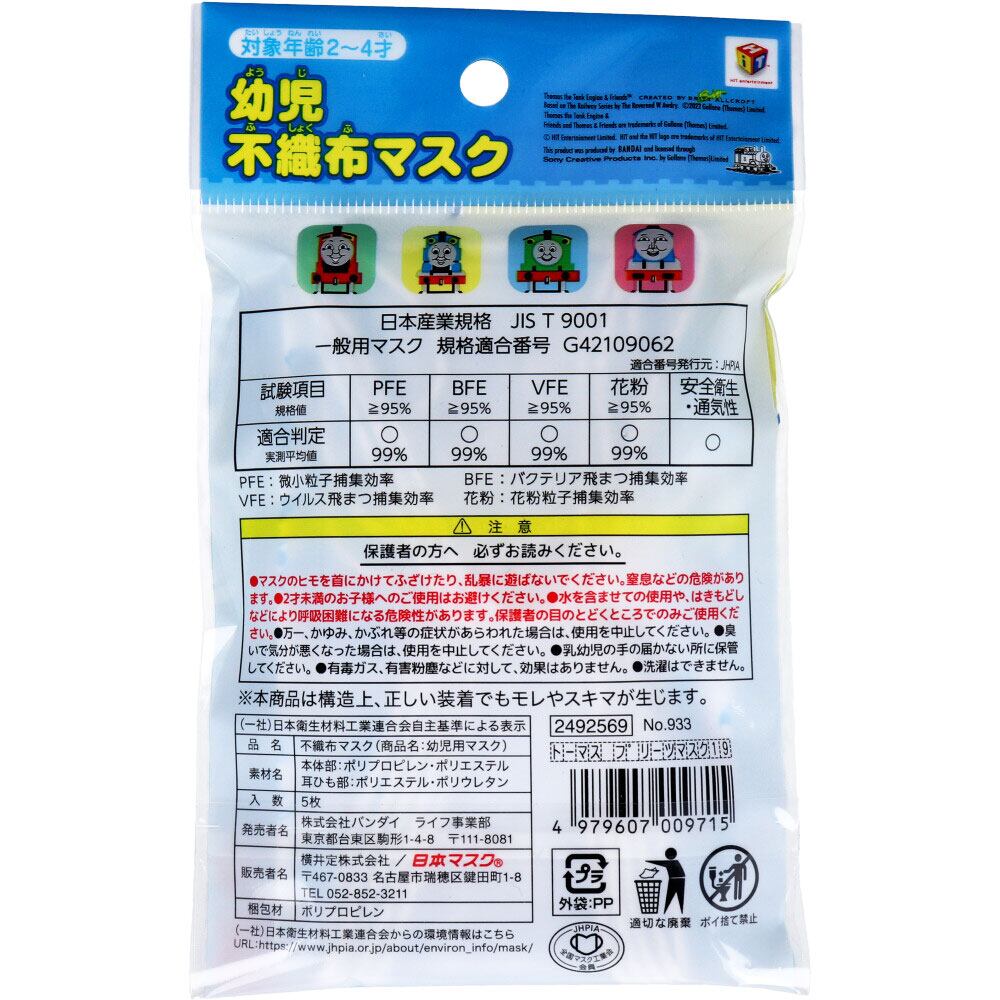 たいしょうねんれい さい
対象年齢2～4才
ようじ
幼児
ふしょくふ
不織布マスク
HiT
HIT entertainment
Thomas the Tank Engine & Friends™ CREATED BY BRITT ALLCROFT
Based on The Railway Series by The Reverend W Awdry. ©2022 Gullane (Thomas) Limited.
Thomas the Tank Engine &
Friends and Thomas & Friends are trademarks of Gullane (Thomas) Limited.
© HIT Entertainment Limited. HIT and the HIT logo are trademarks of HIT Entertainment Limited.
This product was produced by BANDAI and licensed through
Sony Creative Products Inc. by Gullane (Thomas) Limited
日本産業規格 JIS T 9001
一般用マスク 規格適合番号 G42109062
適合番号発行元：JHPIA
試験項目 PFE BFE VFE 花粉 安全衛生
規格値 ≧95% ≧95% ≧95% ≧95% ・通気性
適合判定 ○ ○ ○ ○ ○
実測平均値 99% 99% 99% 99%
PFE：微小粒子捕集効率 BFE：バクテリア飛まつ捕集効率
VFE：ウイルス飛まつ捕集効率 花粉：花粉粒子捕集効率
⚠ 注 意
保護者の方へ 必ずお読みください。
●マスクのヒモを首にかけてふざけたり、乱暴に遊ばないでください。窒息などの危険があり
ます。●2才未満のお子様へのご使用はお避けください。●水を含ませての使用や、はきもどし
などにより呼吸困難になる危険性があります。保護者の目のとどくところでのみご使用くだ
さい。●万一、かゆみ、かぶれ等の症状があらわれた場合は、使用を中止してください。●臭
いで気分が悪くなった場合は、使用を中止してください。●乳幼児の手の届かない所に保管
してください。●有毒ガス、有害粉塵などに対して、効果はありません。●洗濯はできません。
※本商品は構造上、正しい装着でもモレやスキマが生じます。
(一社)日本衛生材料工業連合会自主基準による表示
品 名 不織布マスク(商品名：幼児用マスク)
素材名 本体部：ポリプロピレン・ポリエステル
耳ひも部：ポリエステル・ポリウレタン
入 数 5枚
発売者名 株式会社バンダイ ライフ事業部
東京都台東区駒形1-4-8 〒111-8081
販売者名 横井定株式会社／日本マスク®
〒467-0833 名古屋市瑞穂区鍵田町1-8
TEL 052-852-3211
梱包材 ポリプロピレン
(一社)日本衛生材料工業連合会からの環境情報はこちら
URL:https://www.jhpia.or.jp/about/environ_info/mask/
2492569 No.933
トーマス プリーツマスク19
4 979607 009715
プラ
外袋：PP
適切な廃棄
ポイ捨て禁止
JHPIA
全国マスク工業会
会員